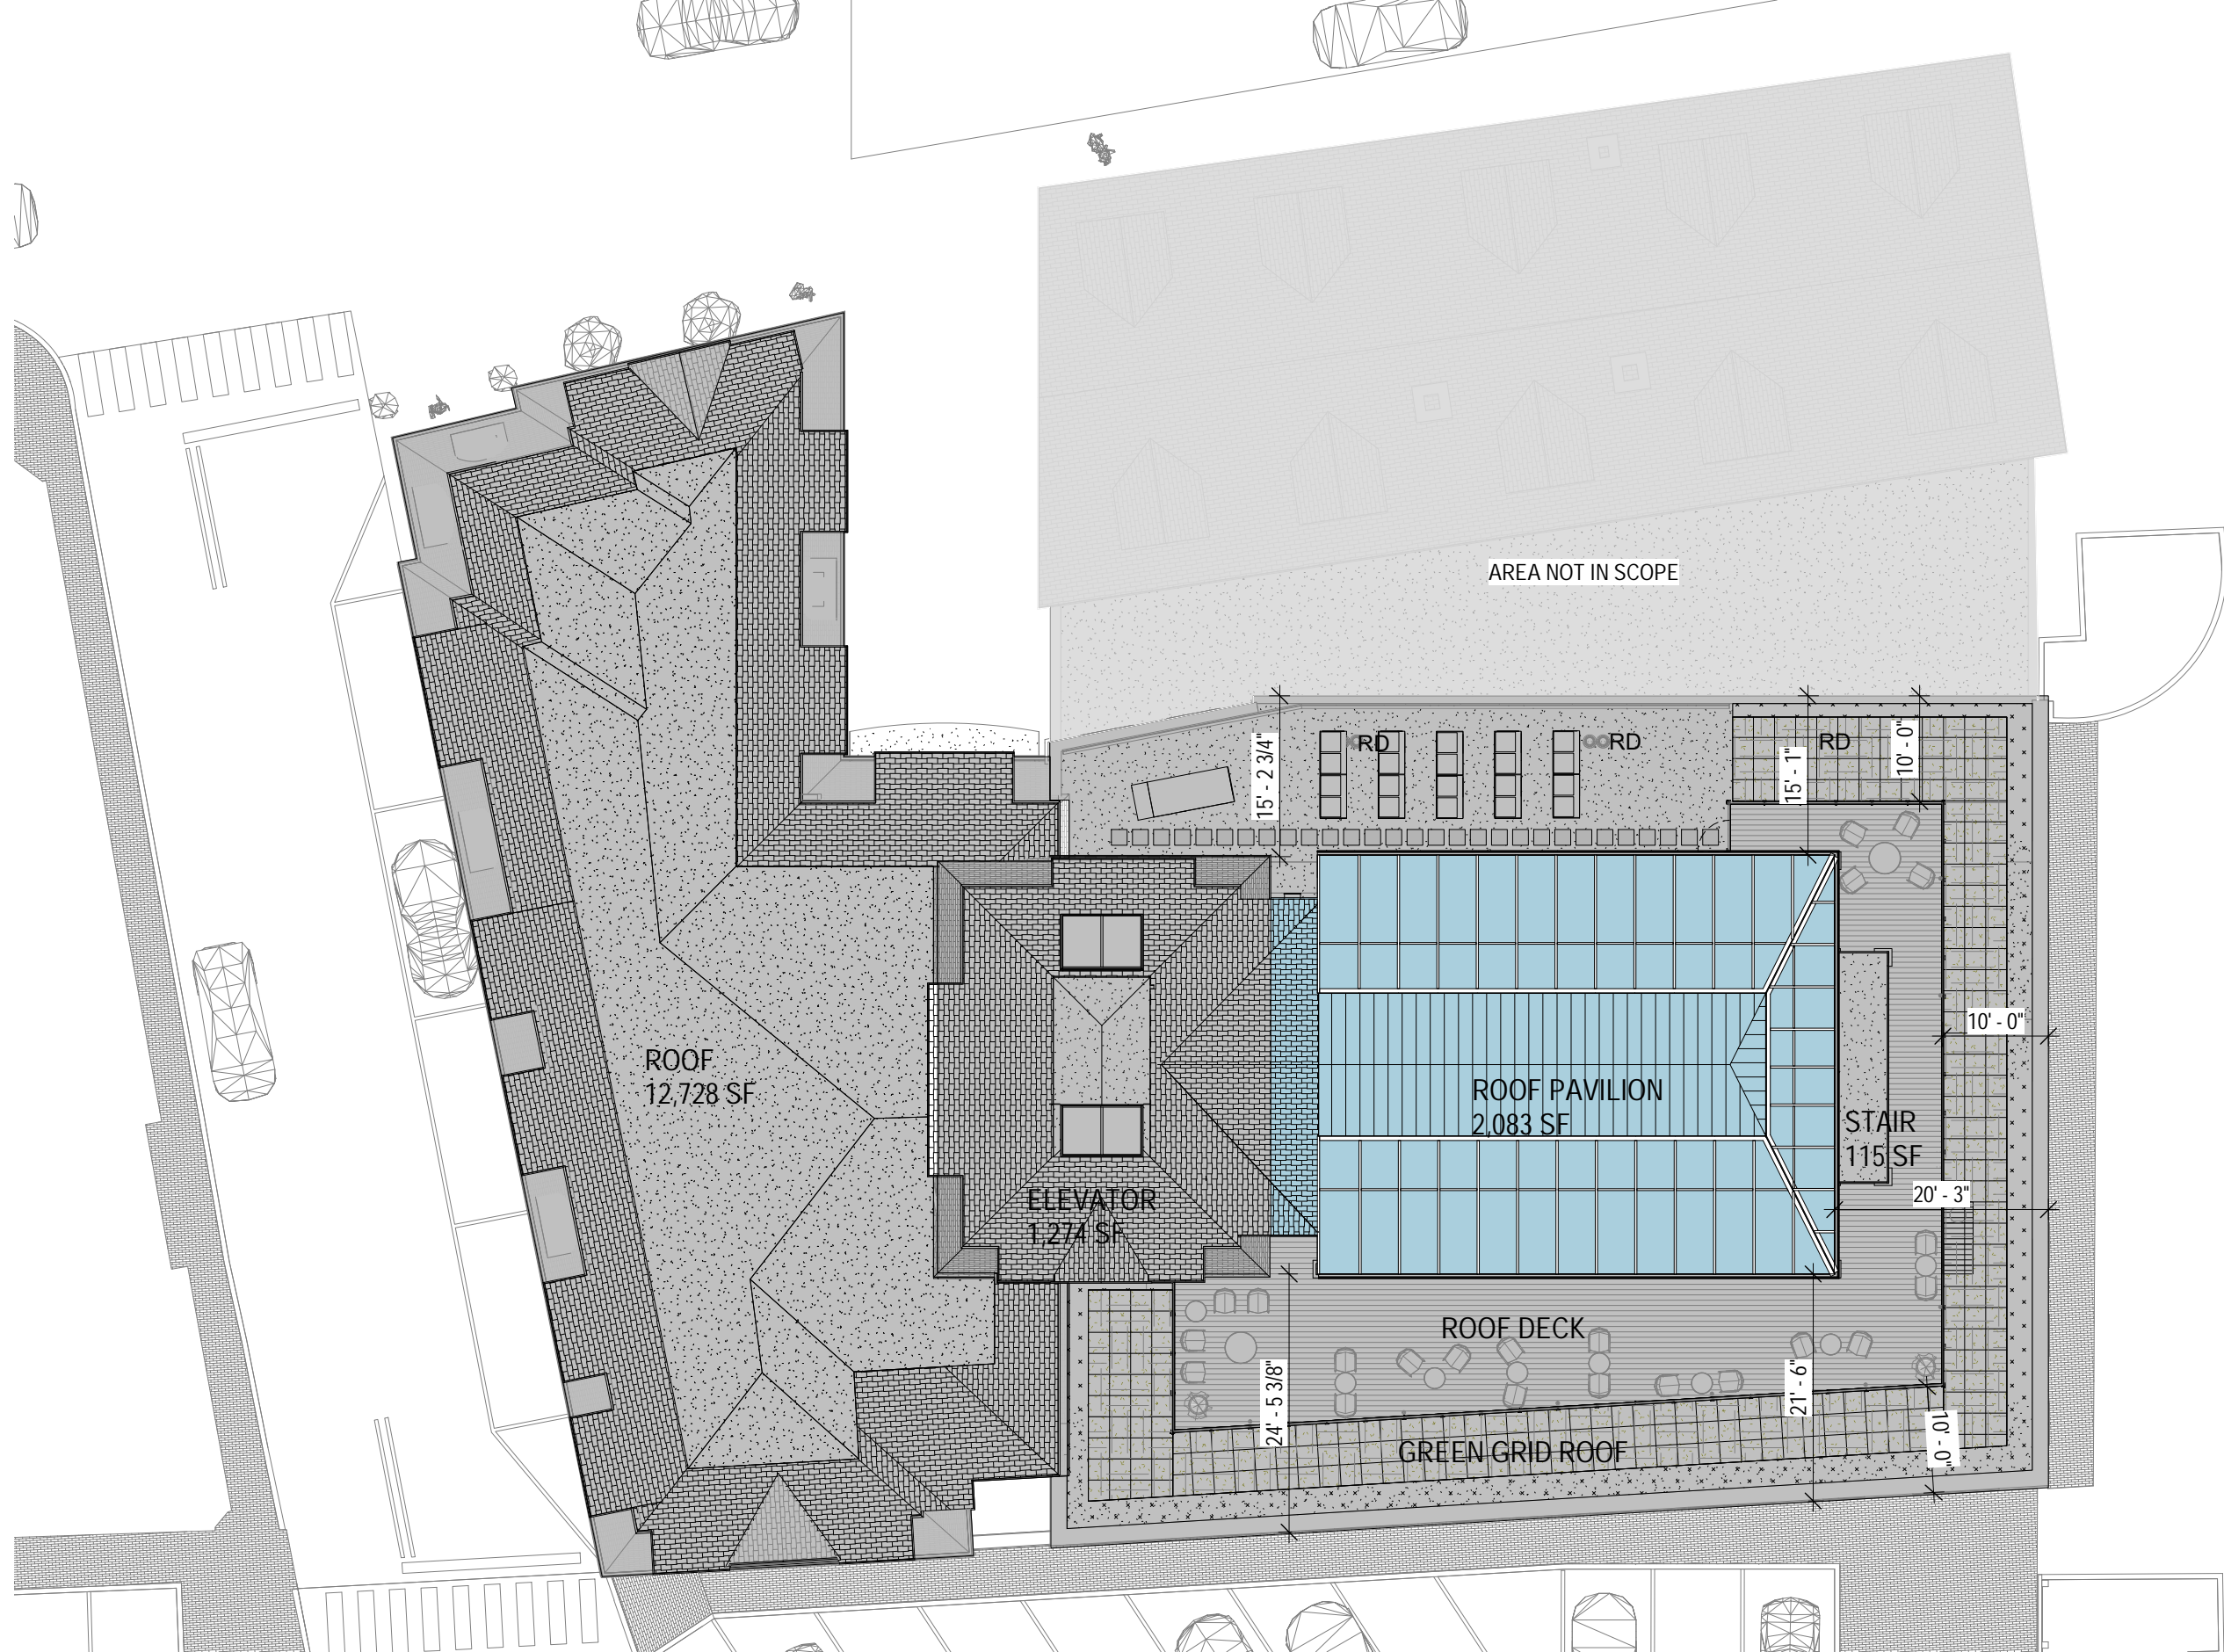 AREA NOT IN SCOPE
RD
RD
RD
15' - 2 3/4"
15' - 1"
10' - 0"
10' - 0"
ROOF
12,728 SF
ROOF PAVILION
2,083 SF
STAIR
115 SF
20' - 3"
ELEVATOR
1,274 SF
ROOF DECK
24' - 5 3/8"
21' - 6"
10' - 0"
GREEN GRID ROOF